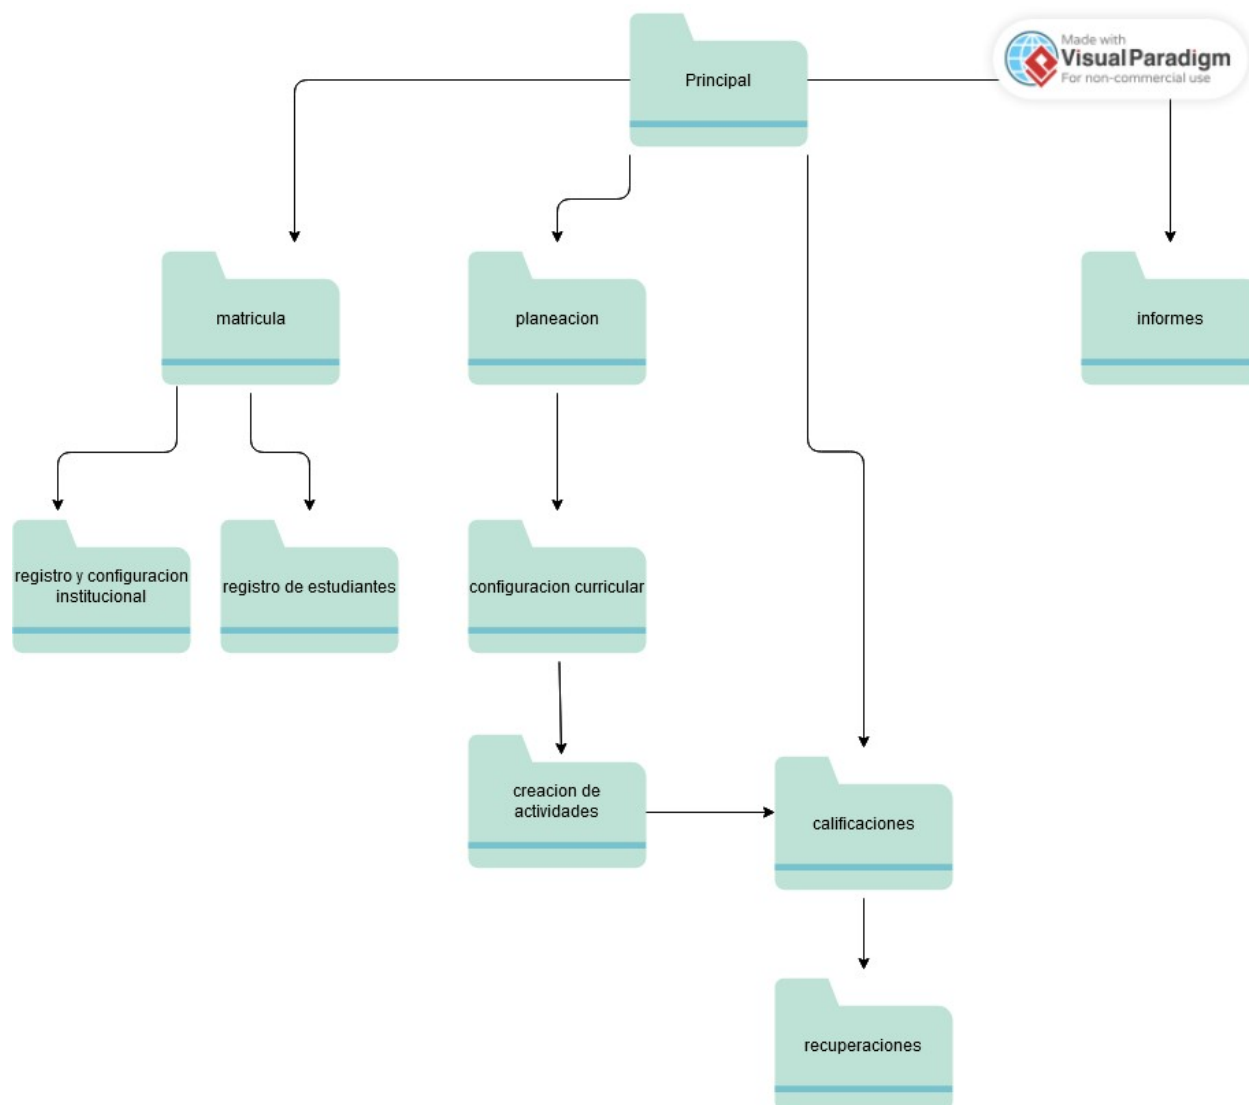 Principal
Made with
Visual Paradigm
For non-commercial use
matricula
planeacion
informes
registro y configuracion
institucional
registro de estudiantes
configuracion curricular
creacion de
actividades
calificaciones
recuperaciones